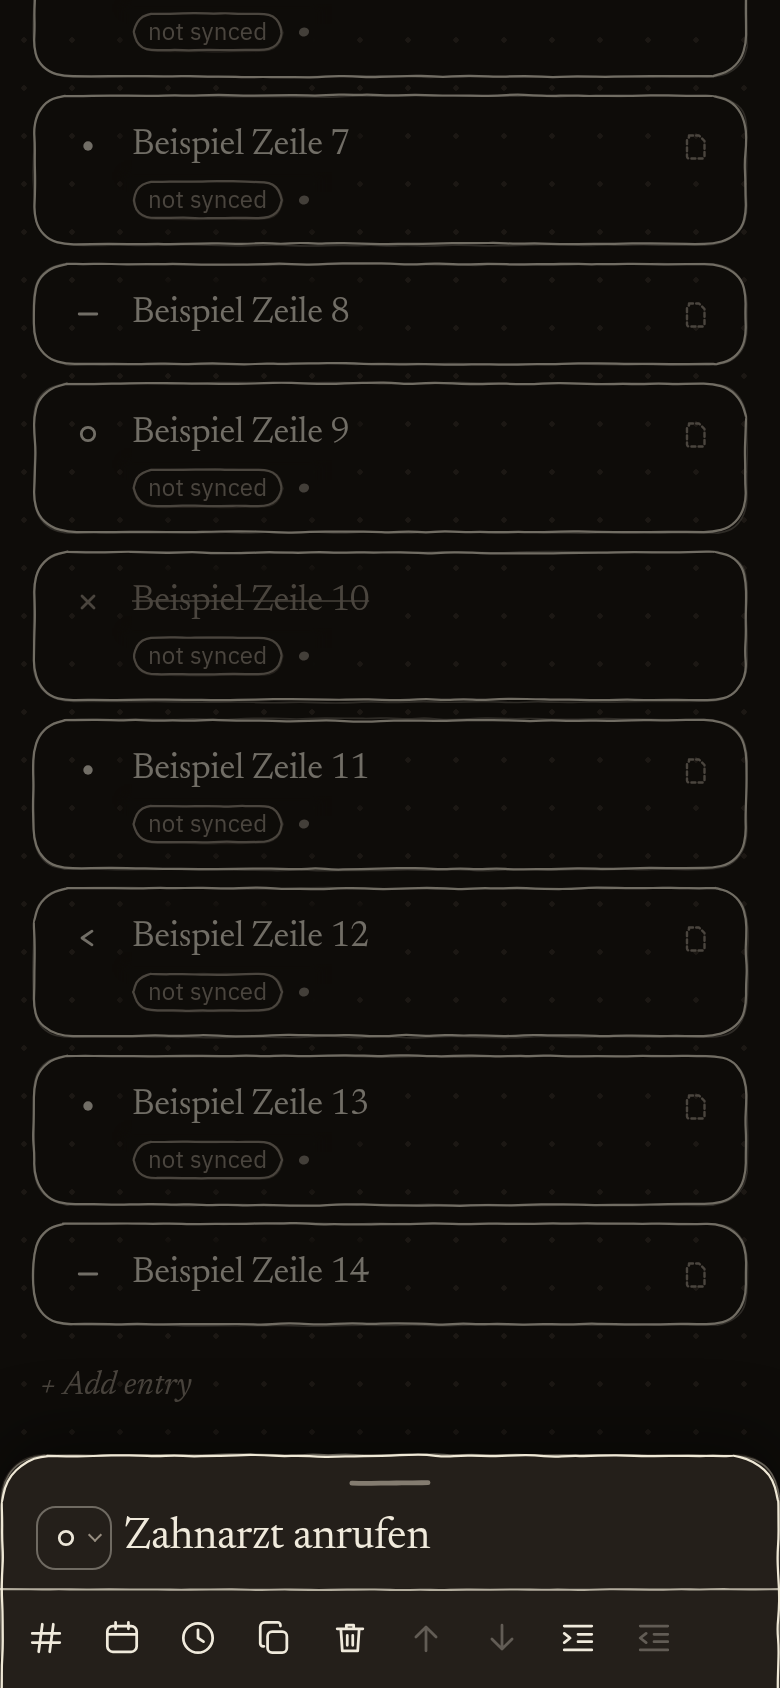 not synced
Beispiel Zeile 7
not synced
Beispiel Zeile 8
Beispiel Zeile 9
not synced
Beispiel Zeile 10
not synced
Beispiel Zeile 11
not synced
Beispiel Zeile 12
not synced
Beispiel Zeile 13
not synced
Beispiel Zeile 14
+ Add entry
Zahnarzt anrufen